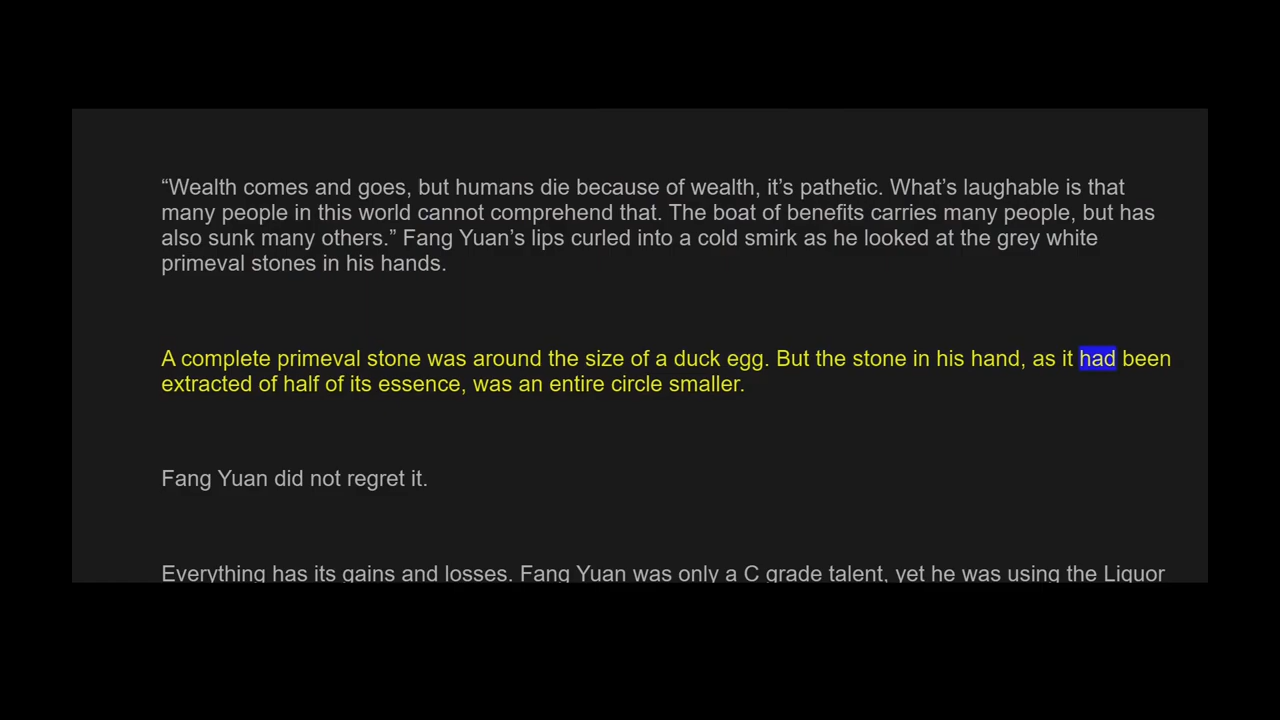 “Wealth comes and goes, but humans die because of wealth, it’s pathetic. What’s laughable is that
many people in this world cannot comprehend that. The boat of benefits carries many people, but has
also sunk many others.” Fang Yuan’s lips curled into a cold smirk as he looked at the grey white
primeval stones in his hands.
A complete primeval stone was around the size of a duck egg. But the stone in his hand, as it had been
extracted of half of its essence, was an entire circle smaller.
Fang Yuan did not regret it.
Everything has its gains and losses. Fang Yuan was only a C grade talent, yet he was using the Liquor